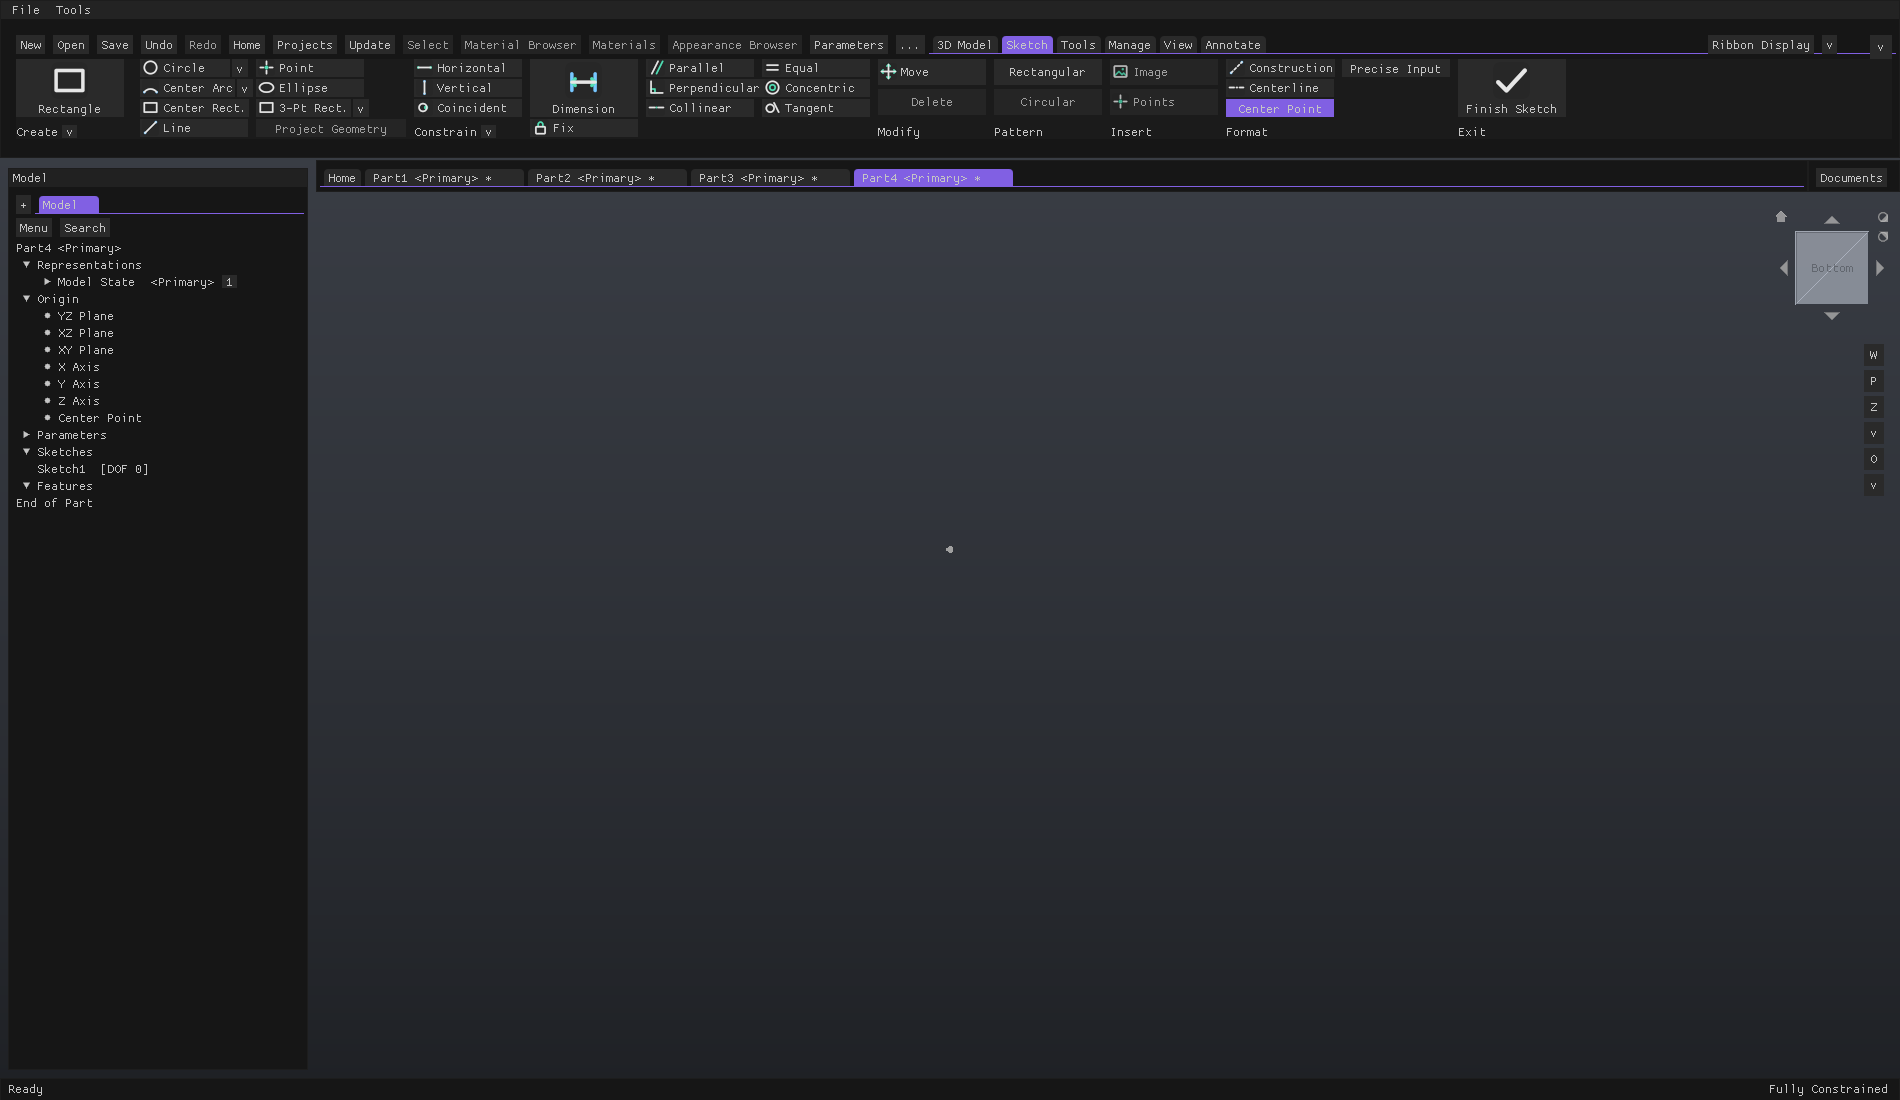 File Tools
New Open Save Undo Redo Home Projects Update Select Material Browser Materials Appearance Browser Parameters ... 3D Model Sketch Tools Manage View Annotate Ribbon Display v v
Circle v Point Horizontal Parallel Equal Move Rectangular Image Construction Precise Input
Center Arc v Ellipse Vertical Perpendicular Concentric Centerline
Rectangle Center Rect. 3-Pt Rect. v Coincident Dimension Collinear Tangent Delete Circular Points Center Point Finish Sketch
Create v Line Project Geometry Constrain v Fix Modify Pattern Insert Format Exit
Model
Home Part1 <Primary> * Part2 <Primary> * Part3 <Primary> * Part4 <Primary> * Documents
+ Model
Menu Search
Part4 <Primary>
Representations
Model State <Primary> 1
Origin
YZ Plane
XZ Plane
XY Plane
X Axis
Y Axis
Z Axis
Center Point
Parameters
Sketches
Sketch1 [DOF 0]
Features
End of Part
Bottom
W
P
Z
v
O
v
Ready Fully Constrained